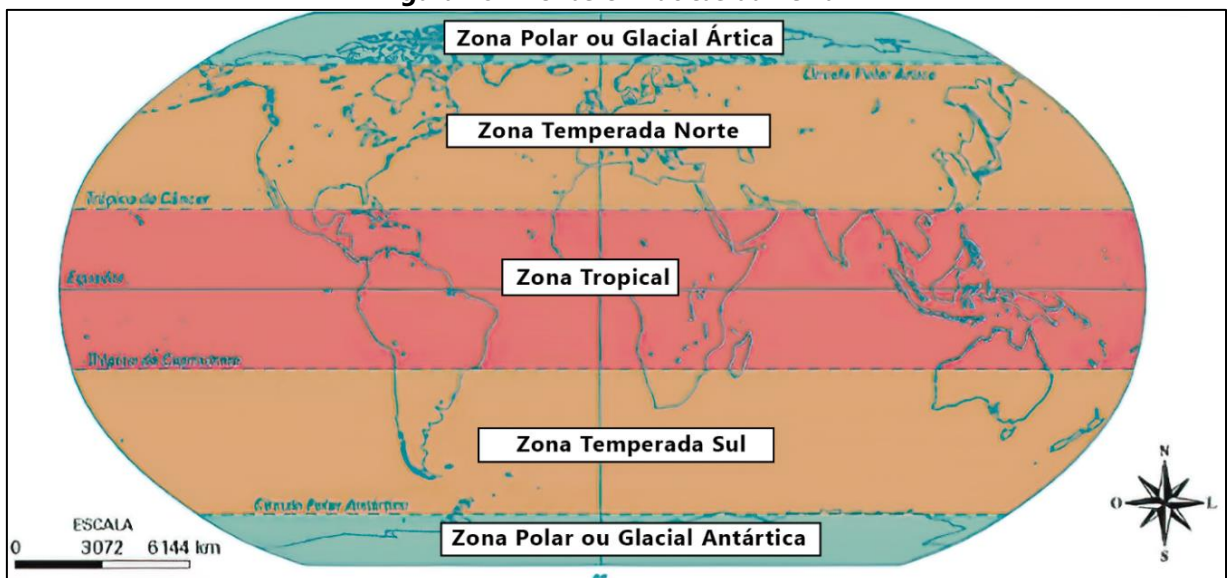 Zona Polar ou Glacial Ártica
Círculo Polar Ártico
Zona Temperada Norte
Trópico de Câncer
Zona Tropical
Equador
Trópico de Capricórnio
Zona Temperada Sul
Círculo Polar Antártico
Zona Polar ou Glacial Antártica
ESCALA
0 3072 6144 km
N
O L
S